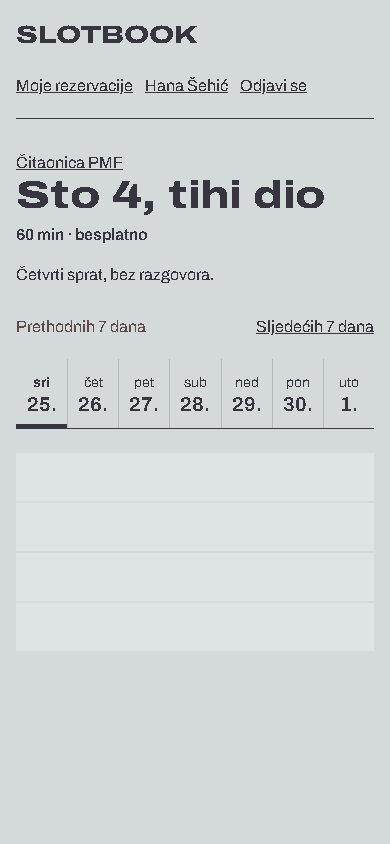 SLOTBOOK
Moje rezervacije Hana Šehić Odjavi se
Čitaonica PMF
Sto 4, tihi dio
60 min · besplatno
Četvrti sprat, bez razgovora.
Prethodnih 7 dana Sljedećih 7 dana
sri čet pet sub ned pon uto
25. 26. 27. 28. 29. 30. 1.